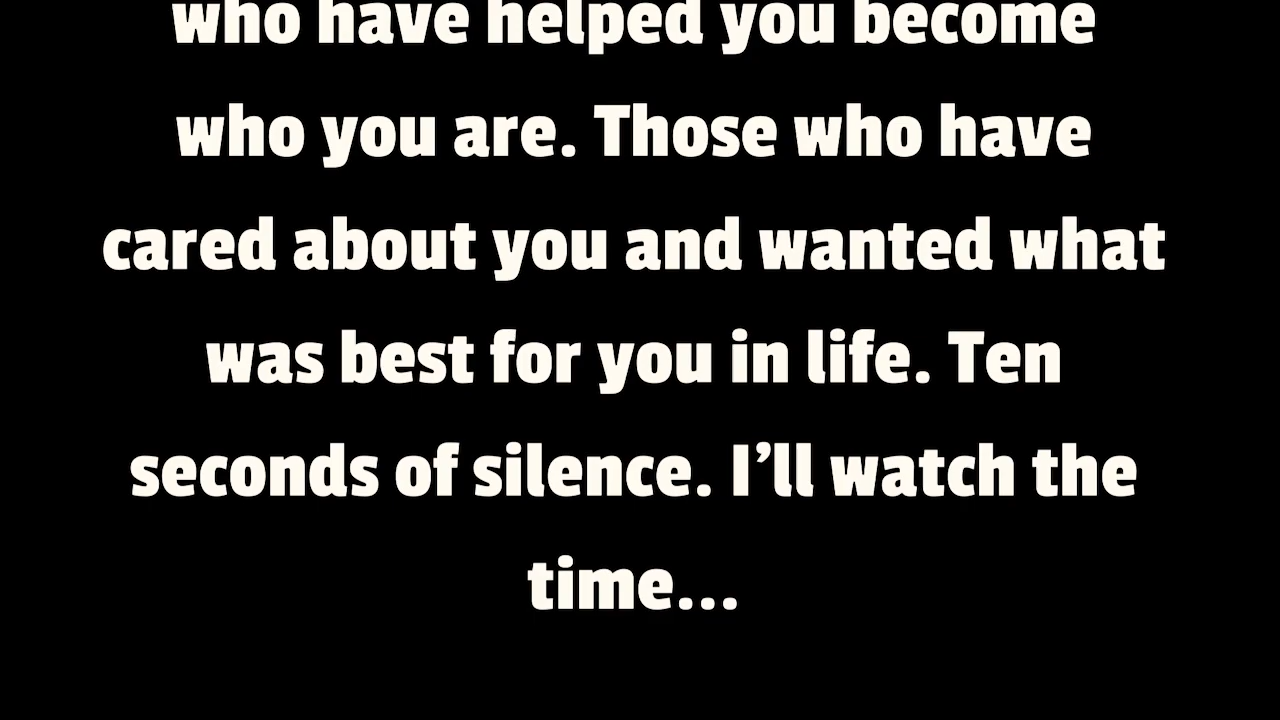 who have helped you become
who you are. Those who have
cared about you and wanted what
was best for you in life. Ten
seconds of silence. I’ll watch the
time...